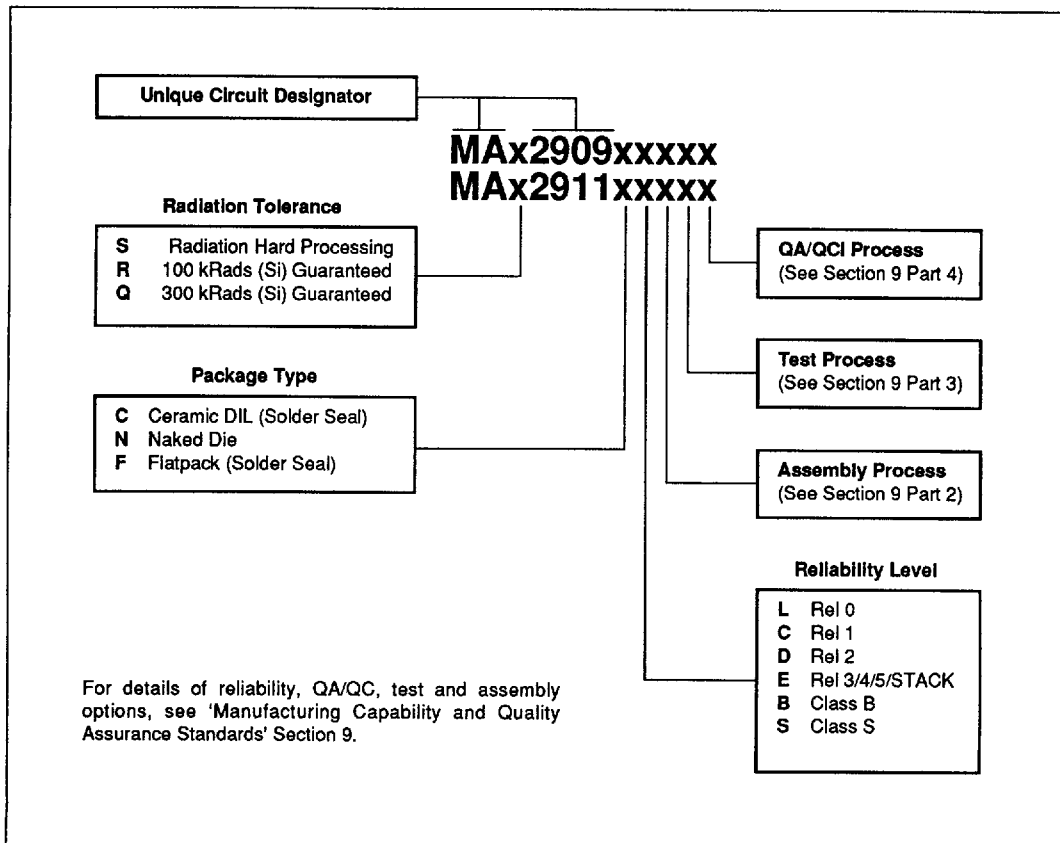 Unique Circuit Designator
MAx2909xxxxx
MAx2911xxxxx
Radiation Tolerance
S Radiation Hard Processing
R 100 kRads (Si) Guaranteed
Q 300 kRads (Si) Guaranteed
Package Type
C Ceramic DIL (Solder Seal)
N Naked Die
F Flatpack (Solder Seal)
QA/QCI Process
(See Section 9 Part 4)
Test Process
(See Section 9 Part 3)
Assembly Process
(See Section 9 Part 2)
Reliability Level
L Rel 0
C Rel 1
D Rel 2
E Rel 3/4/5/STACK
B Class B
S Class S
For details of reliability, QA/QC, test and assembly
options, see ‘Manufacturing Capability and Quality
Assurance Standards’ Section 9.